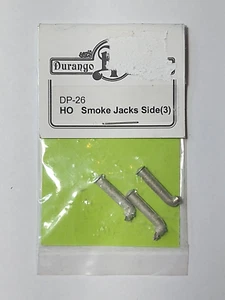 Durango
DP-26
HO Smoke Jacks Side(3)